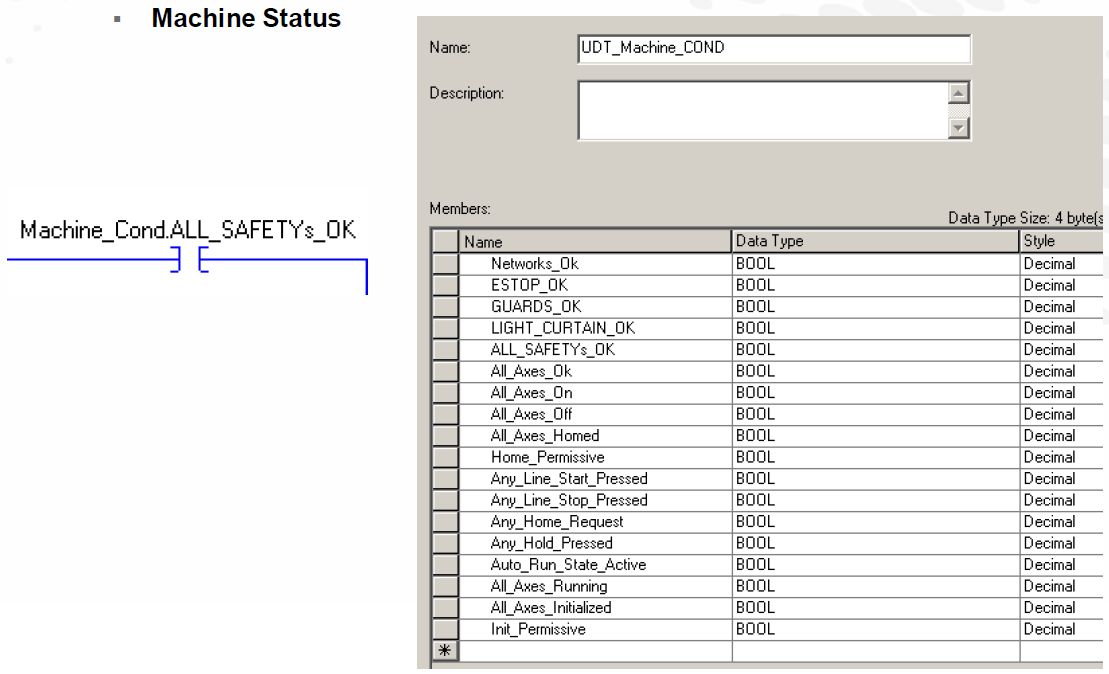 ▪ Machine Status
Machine_Cond.ALL_SAFETYs_OK
Name: UDT_Machine_COND
Description:
Members:
Data Type Size: 4 byte(s
Name Data Type Style
Networks_Ok BOOL Decimal
ESTOP_OK BOOL Decimal
GUARDS_OK BOOL Decimal
LIGHT_CURTAIN_OK BOOL Decimal
ALL_SAFETYs_OK BOOL Decimal
All_Axes_Ok BOOL Decimal
All_Axes_On BOOL Decimal
All_Axes_Off BOOL Decimal
All_Axes_Homed BOOL Decimal
Home_Permissive BOOL Decimal
Any_Line_Start_Pressed BOOL Decimal
Any_Line_Stop_Pressed BOOL Decimal
Any_Home_Request BOOL Decimal
Any_Hold_Pressed BOOL Decimal
Auto_Run_State_Active BOOL Decimal
All_Axes_Running BOOL Decimal
All_Axes_Initialized BOOL Decimal
Init_Permissive BOOL Decimal